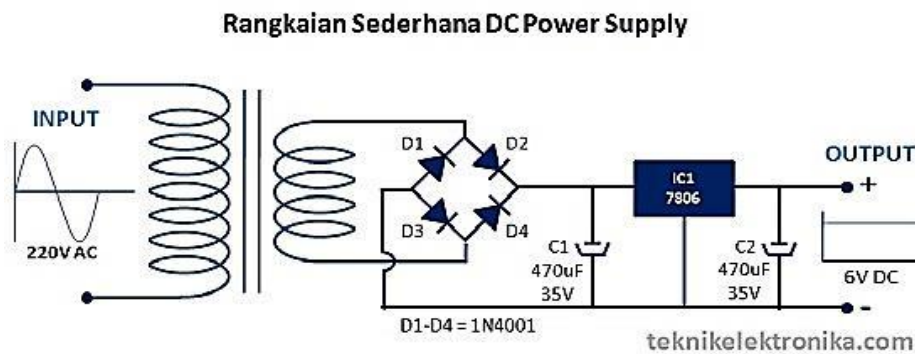 Rangkaian Sederhana DC Power Supply
INPUT
220V AC
D1
D2
D3
D4
D1-D4 = 1N4001
C1
470uF
35V
IC1
7806
C2
470uF
35V
OUTPUT
+
6V DC
-
teknikelektronika.com